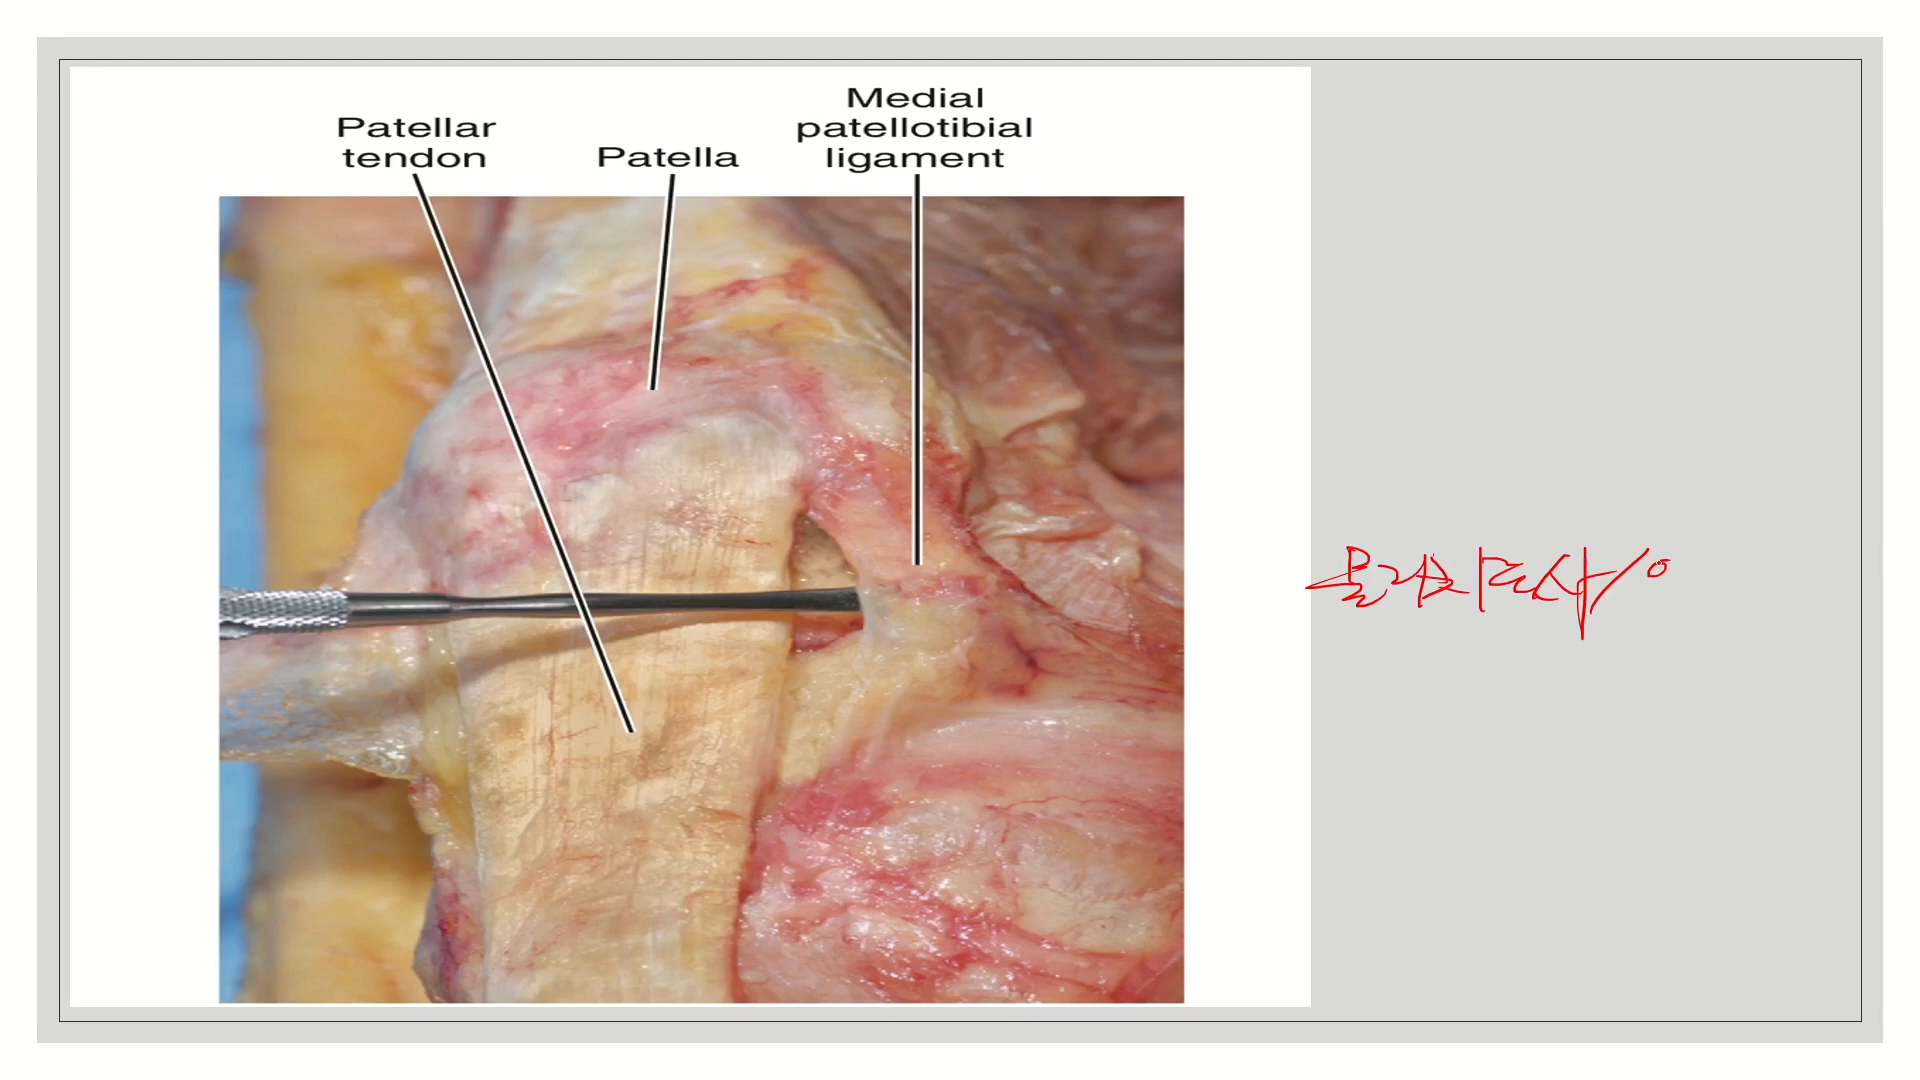 Patellar
tendon
Patella
Medial
patellotibial
ligament